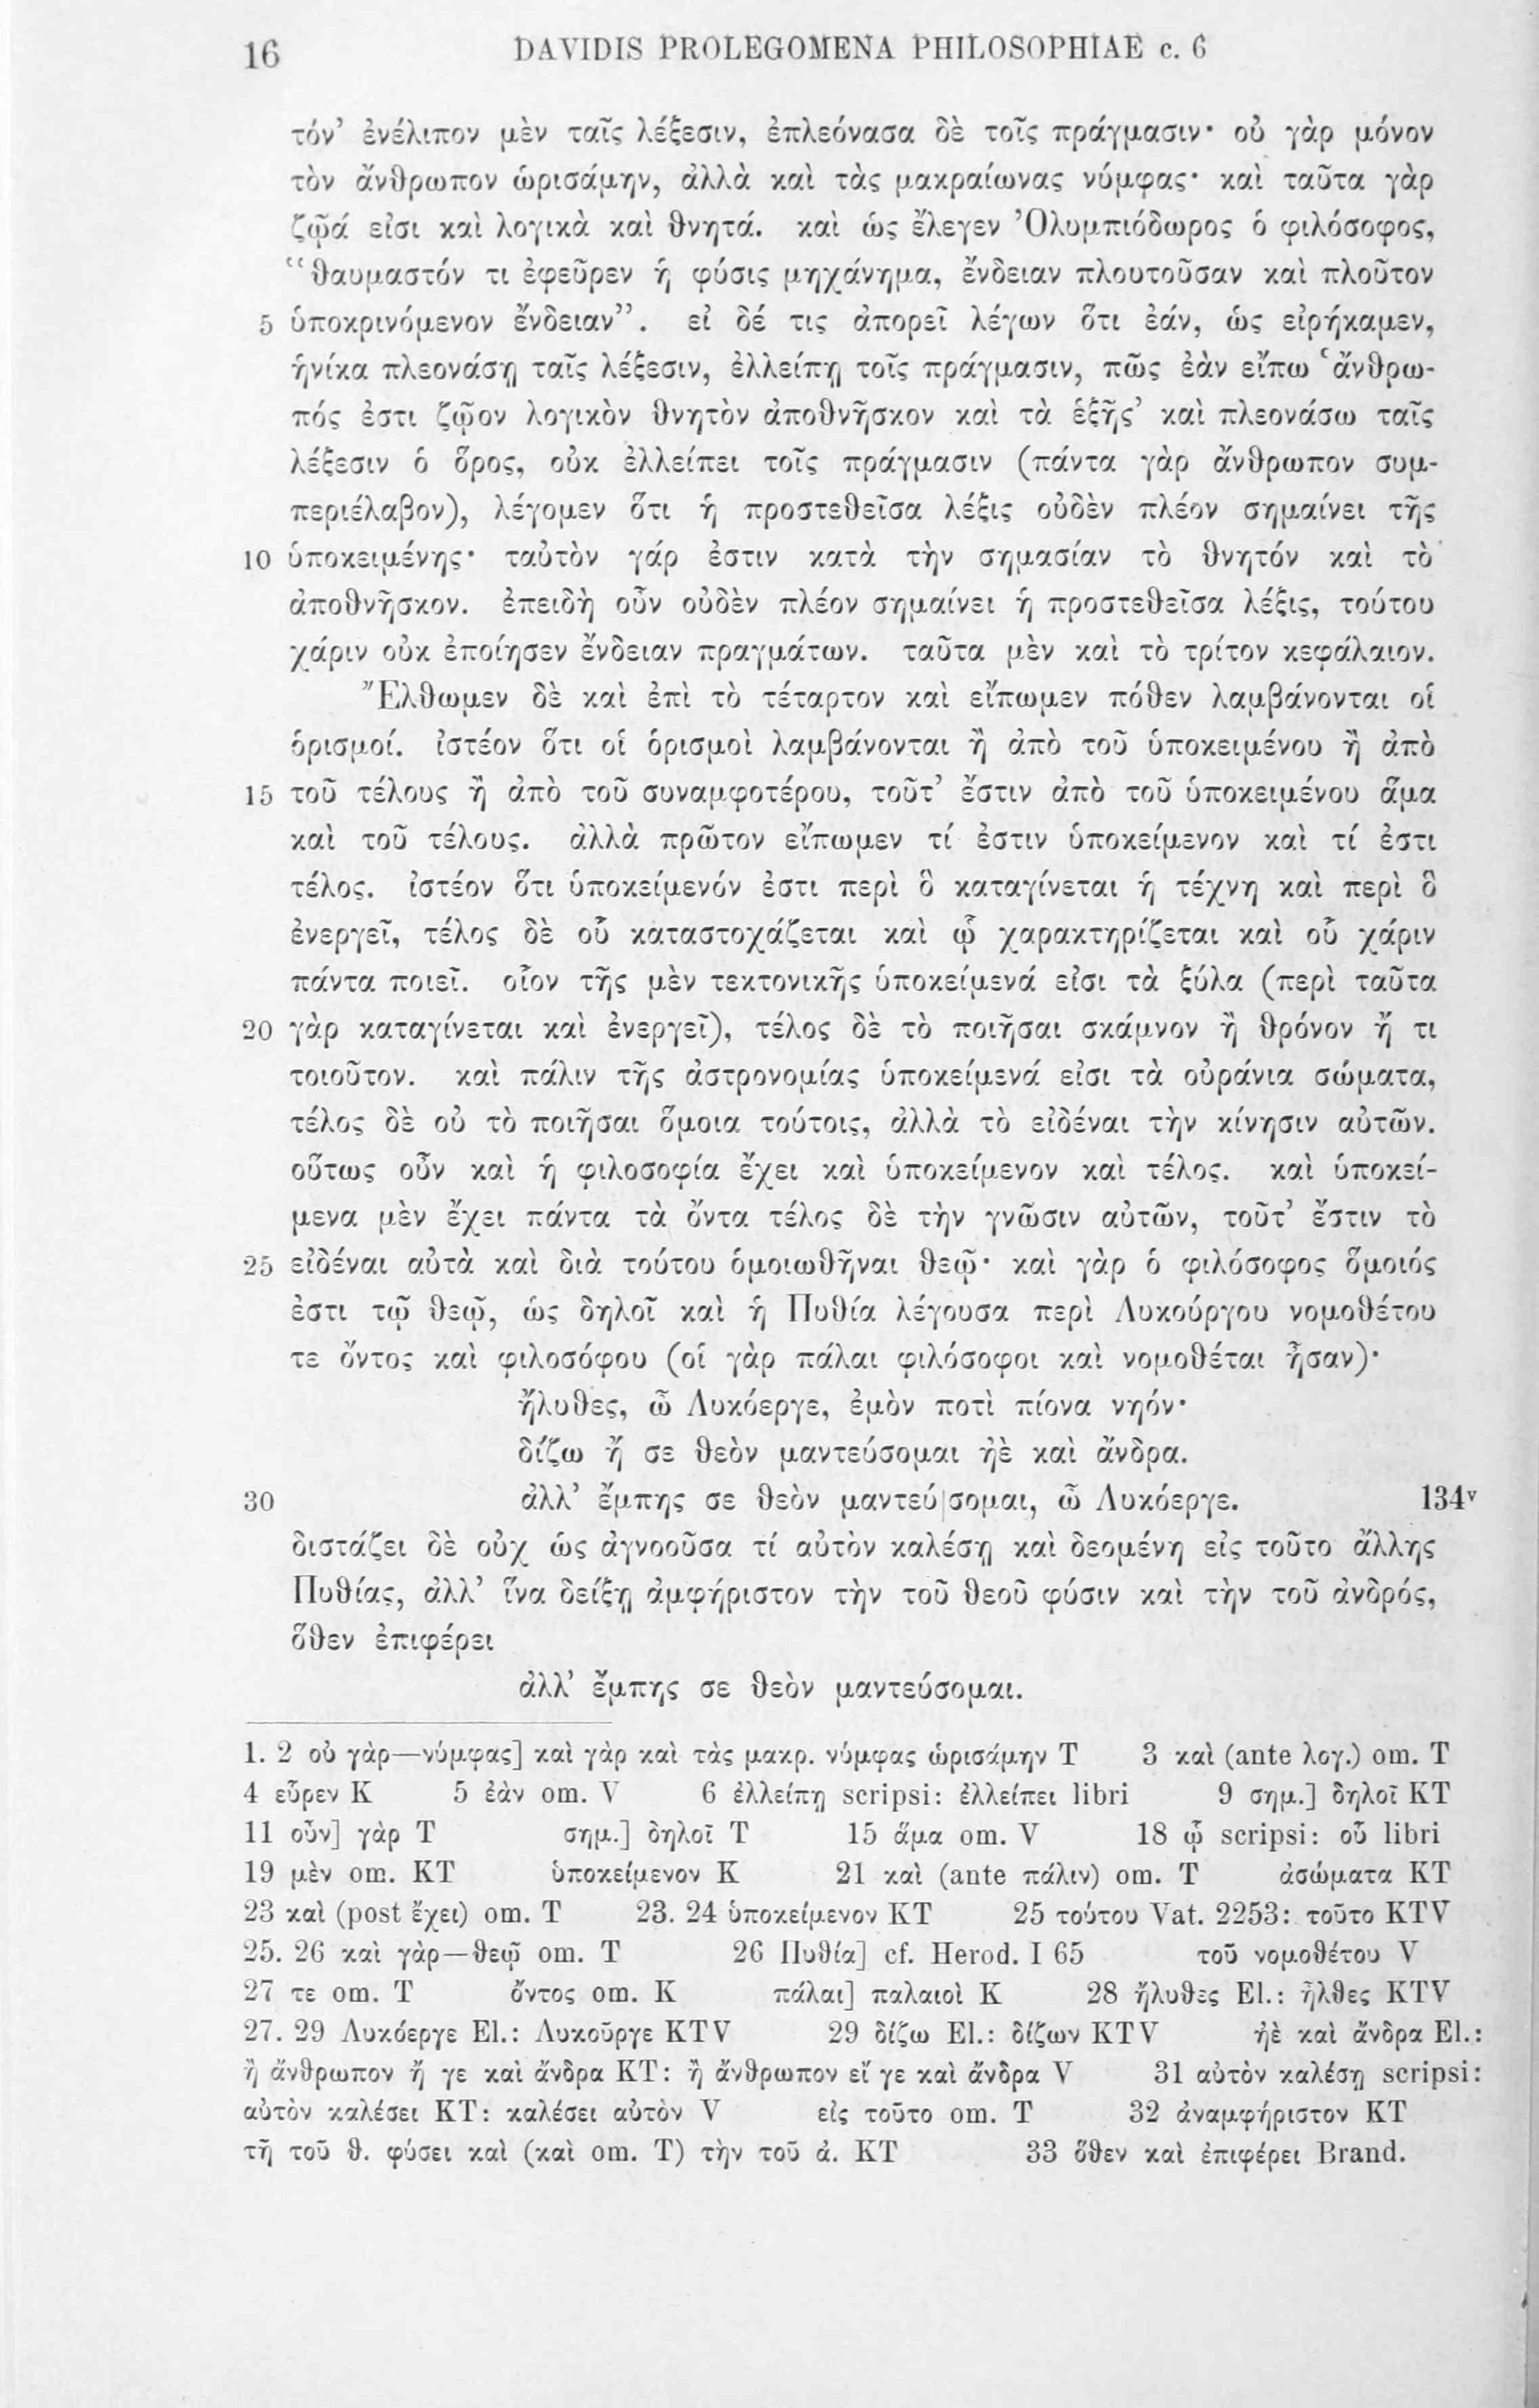 16 DAVIDIS PROLEGOMENA PHILOSOPHIAE c. 6
τόν’ ἐνέλιπον μὲν ταῖς λέξεσιν, ἐπλεόνασα δὲ τοῖς πράγμασιν· οὐ γὰρ μόνον
τὸν ἄνθρωπον ὡρισάμην, ἀλλὰ καὶ τὰς μακραίωνας νύμφας· καὶ ταῦτα γὰρ
ζῷά εἰσι καὶ λογικὰ καὶ θνητά. καὶ ὡς ἔλεγεν Ὀλυμπιόδωρος ὁ φιλόσοφος,
“θαυμαστόν τι ἐφεῦρεν ἡ φύσις μηχάνημα, ἔνδειαν πλουτοῦσαν καὶ πλοῦτον
5 ὑποκρινόμενον ἔνδειαν”. εἰ δέ τις ἀπορεῖ λέγων ὅτι ἐάν, ὡς εἰρήκαμεν,
ἡνίκα πλεονάσῃ ταῖς λέξεσιν, ἐλλείπῃ τοῖς πράγμασιν, πῶς ἐὰν εἴπω ‘ἄνθρω-
πός ἐστι ζῷον λογικὸν θνητὸν ἀποθνῆσκον καὶ τὰ ἑξῆς’ καὶ πλεονάσω ταῖς
λέξεσιν ὁ ὅρος, οὐκ ἐλλείπει τοῖς πράγμασιν (πάντα γὰρ ἄνθρωπον συμ-
περιέλαβον), λέγομεν ὅτι ἡ προστεθεῖσα λέξις οὐδὲν πλέον σημαίνει τῆς
10 ὑποκειμένης· ταὐτὸν γάρ ἐστιν κατὰ τὴν σημασίαν τὸ θνητόν καὶ τὸ
ἀποθνῆσκον. ἐπειδὴ οὖν οὐδὲν πλέον σημαίνει ἡ προστεθεῖσα λέξις, τούτου
χάριν οὐκ ἐποίησεν ἔνδειαν πραγμάτων. ταῦτα μὲν καὶ τὸ τρίτον κεφάλαιον.
Ἔλθωμεν δὲ καὶ ἐπὶ τὸ τέταρτον καὶ εἴπωμεν πόθεν λαμβάνονται οἱ
ὁρισμοί. ἰστέον ὅτι οἱ ὁρισμοὶ λαμβάνονται ἢ ἀπὸ τοῦ ὑποκειμένου ἢ ἀπὸ
15 τοῦ τέλους ἢ ἀπὸ τοῦ συναμφοτέρου, τοῦτ’ ἔστιν ἀπὸ τοῦ ὑποκειμένου ἅμα
καὶ τοῦ τέλους. ἀλλὰ πρῶτον εἴπωμεν τί ἐστιν ὑποκείμενον καὶ τί ἐστι
τέλος. ἰστέον ὅτι ὑποκείμενόν ἐστι περὶ ὃ καταγίνεται ἡ τέχνη καὶ περὶ ὃ
ἐνεργεῖ, τέλος δὲ οὗ καταστοχάζεται καὶ ᾧ χαρακτηρίζεται καὶ οὗ χάριν
πάντα ποιεῖ. οἷον τῆς μὲν τεκτονικῆς ὑποκείμενά εἰσι τὰ ξύλα (περὶ ταῦτα
20 γὰρ καταγίνεται καὶ ἐνεργεῖ), τέλος δὲ τὸ ποιῆσαι σκάμνον ἢ θρόνον ἤ τι
τοιοῦτον. καὶ πάλιν τῆς ἀστρονομίας ὑποκείμενά εἰσι τὰ οὐράνια σώματα,
τέλος δὲ οὐ τὸ ποιῆσαι ὅμοια τούτοις, ἀλλὰ τὸ εἰδέναι τὴν κίνησιν αὐτῶν.
οὕτως οὖν καὶ ἡ φιλοσοφία ἔχει καὶ ὑποκείμενον καὶ τέλος. καὶ ὑποκεί-
μενα μὲν ἔχει πάντα τὰ ὄντα τέλος δὲ τὴν γνῶσιν αὐτῶν, τοῦτ’ ἔστιν τὸ
25 εἰδέναι αὐτὰ καὶ διὰ τούτου ὁμοιωθῆναι θεῷ· καὶ γὰρ ὁ φιλόσοφος ὅμοιός
ἐστι τῷ θεῷ, ὡς δηλοῖ καὶ ἡ Πυθία λέγουσα περὶ Λυκούργου νομοθέτου
τε ὄντος καὶ φιλοσόφου (οἱ γὰρ πάλαι φιλόσοφοι καὶ νομοθέται ἦσαν)·
ἤλυθες, ὦ Λυκόεργε, ἐμὸν ποτὶ πίονα νηόν·
δίζω ἤ σε θεὸν μαντεύσομαι ἠὲ καὶ ἄνδρα.
30 ἀλλ’ ἔμπης σε θεὸν μαντεύ|σομαι, ὦ Λυκόεργε. 134v
διστάζει δὲ οὐχ ὡς ἀγνοοῦσα τί αὐτὸν καλέσῃ καὶ δεομένη εἰς τοῦτο ἄλλης
Πυθίας, ἀλλ’ ἵνα δείξῃ ἀμφήριστον τὴν τοῦ θεοῦ φύσιν καὶ τὴν τοῦ ἀνδρός,
ὅθεν ἐπιφέρει
ἀλλ’ ἔμπης σε θεὸν μαντεύσομαι.
1. 2 οὐ γὰρ—νύμφας] καὶ γὰρ καὶ τὰς μακρ. νύμφας ὡρισάμην T 3 καὶ (ante λογ.) om. T
4 εὗρεν K 5 ἐὰν om. V 6 ἐλλείπῃ scripsi: ἐλλείπει libri 9 σημ.] δηλοῖ KT
11 οὖν] γὰρ T σημ.] δηλοῖ T 15 ἅμα om. V 18 ᾧ scripsi: οὗ libri
19 μὲν om. KT ὑποκείμενον K 21 καὶ (ante πάλιν) om. T ἀσώματα KT
23 καὶ (post ἔχει) om. T 23. 24 ὑποκείμενον KT 25 τούτου Vat. 2253: τοῦτο KTV
25. 26 καὶ γὰρ—θεῷ om. T 26 Πυθία] cf. Herod. I 65 τοῦ νομοθέτου V
27 τε om. T ὄντος om. K πάλαι] παλαιοὶ K 28 ἤλυθες El.: ἦλθες KTV
27. 29 Λυκόεργε El.: Λυκοῦργε KTV 29 δίζω El.: δίζων KTV ἠὲ καὶ ἄνδρα El.:
ἢ ἄνθρωπον ἤ γε καὶ ἄνδρα KT: ἢ ἄνθρωπον εἴ γε καὶ ἄνδρα V 31 αὐτὸν καλέσῃ scripsi:
αὐτὸν καλέσει KT: καλέσει αὐτὸν V εἰς τοῦτο om. T 32 ἀναμφήριστον KT
τῇ τοῦ θ. φύσει καὶ (καὶ om. T) τὴν τοῦ ἀ. KT 33 ὅθεν καὶ ἐπιφέρει Brand.